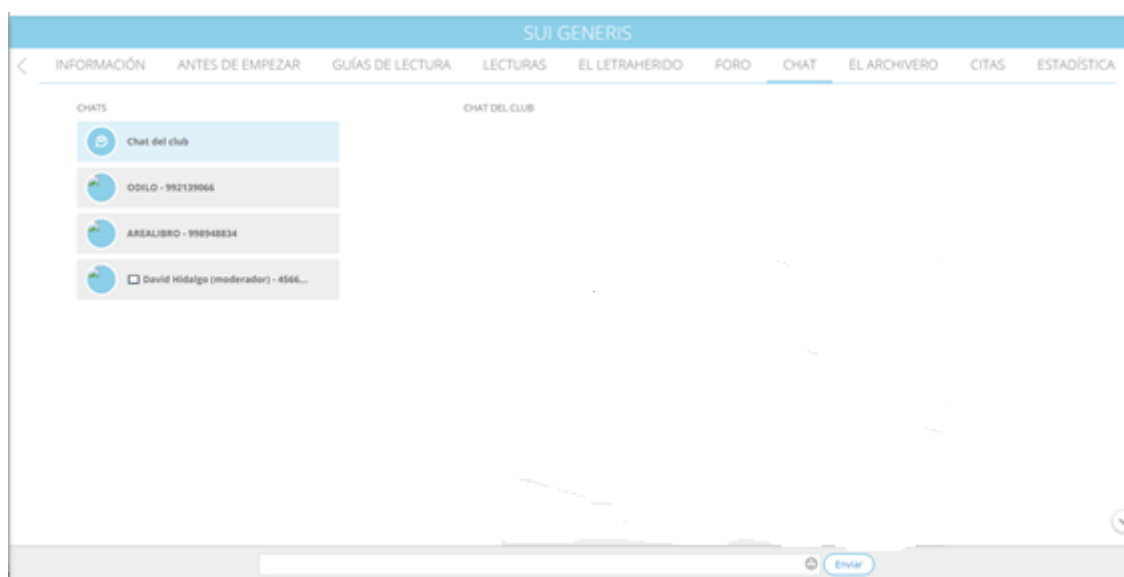 SUI GENERIS
INFORMACIÓN ANTES DE EMPEZAR GUÍAS DE LECTURA LECTURAS EL LETRAHERIDO FORO CHAT EL ARCHIVERO CITAS ESTADÍSTICA
CHATS
Chat del club
ODILO - 992139066
AREALIBRO - 998948834
David Hidalgo (moderador) - 4566...
CHAT DEL CLUB
Enviar